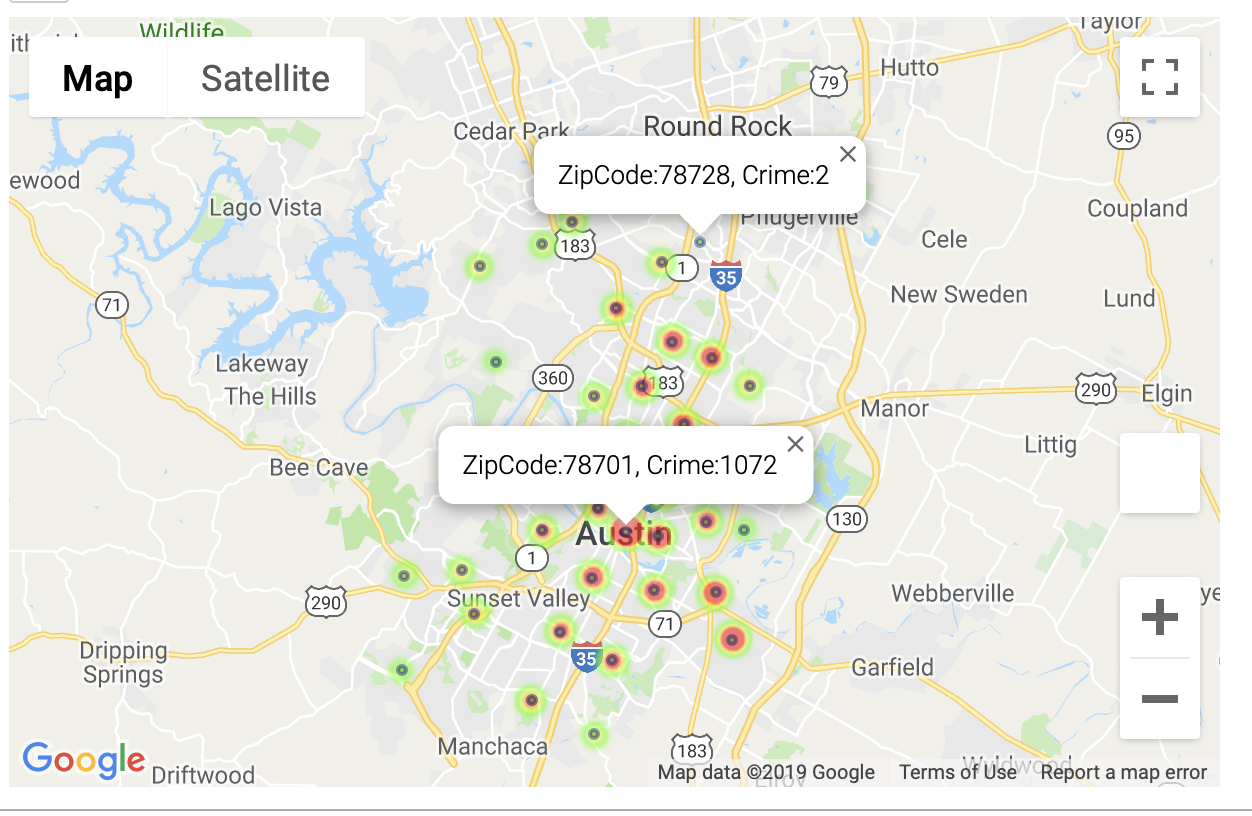 Taylor
Wildlife
Map
Satellite
Hutto
79
Cedar Park
Round Rock
95
ZipCode:78728, Crime:2
ewood
Lago Vista
Coupland
Pflugerville
183
Cele
1
35
New Sweden
Lund
71
Lakeway
The Hills
360
183
290
Elgin
Manor
Littig
ZipCode:78701, Crime:1072
Bee Cave
130
Austin
1
290
Sunset Valley
Webberville
ye
71
Dripping
Springs
35
Garfield
Manchaca
183
Google
Driftwood
Wyldwood
Map data ©2019 Google
Terms of Use
Report a map error
Elroy